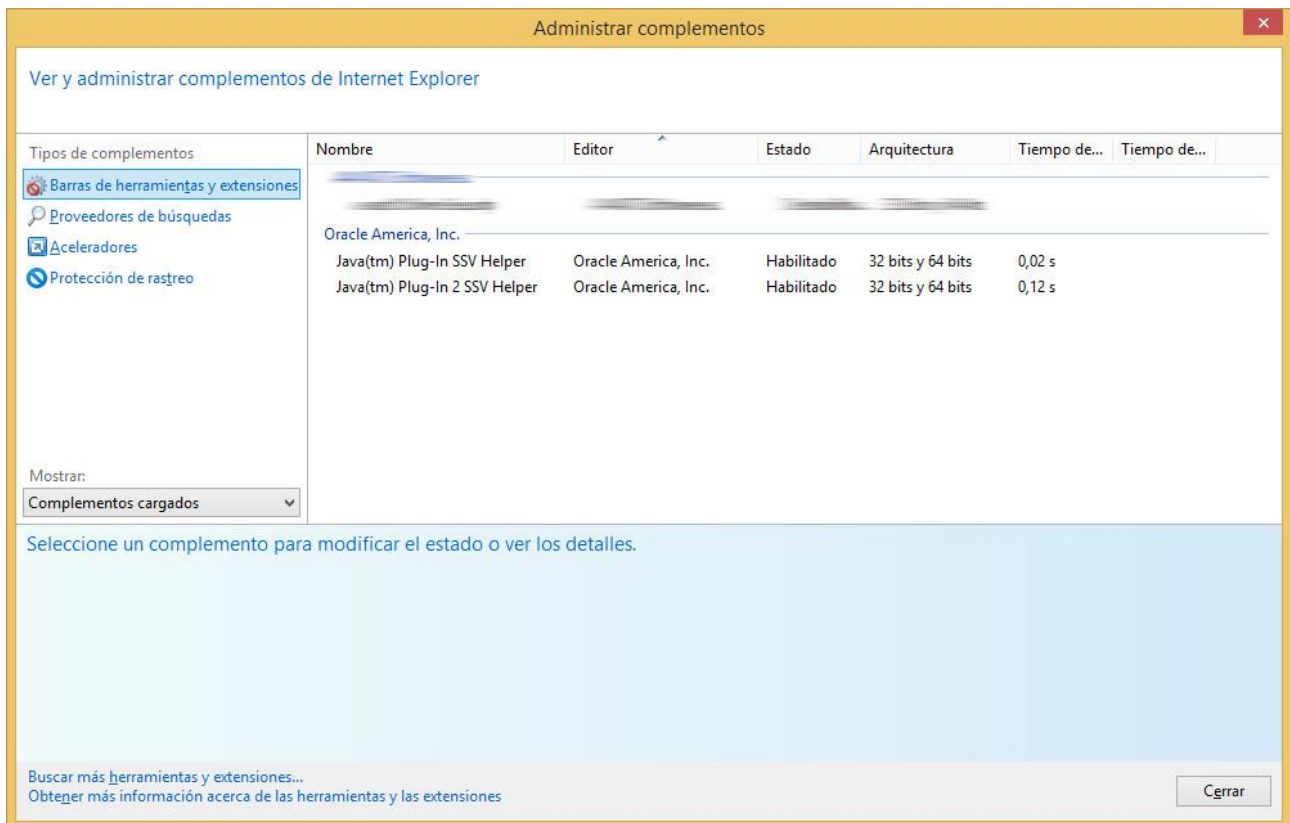 Administrar complementos
Ver y administrar complementos de Internet Explorer
Tipos de complementos
Barras de herramientas y extensiones
Proveedores de búsquedas
Aceleradores
Protección de rastreo
Mostrar:
Complementos cargados
Nombre Editor Estado Arquitectura Tiempo de... Tiempo de...
Oracle America, Inc.
Java(tm) Plug-In SSV Helper Oracle America, Inc. Habilitado 32 bits y 64 bits 0,02 s
Java(tm) Plug-In 2 SSV Helper Oracle America, Inc. Habilitado 32 bits y 64 bits 0,12 s
Seleccione un complemento para modificar el estado o ver los detalles.
Buscar más herramientas y extensiones...
Obtener más información acerca de las herramientas y las extensiones
Cerrar